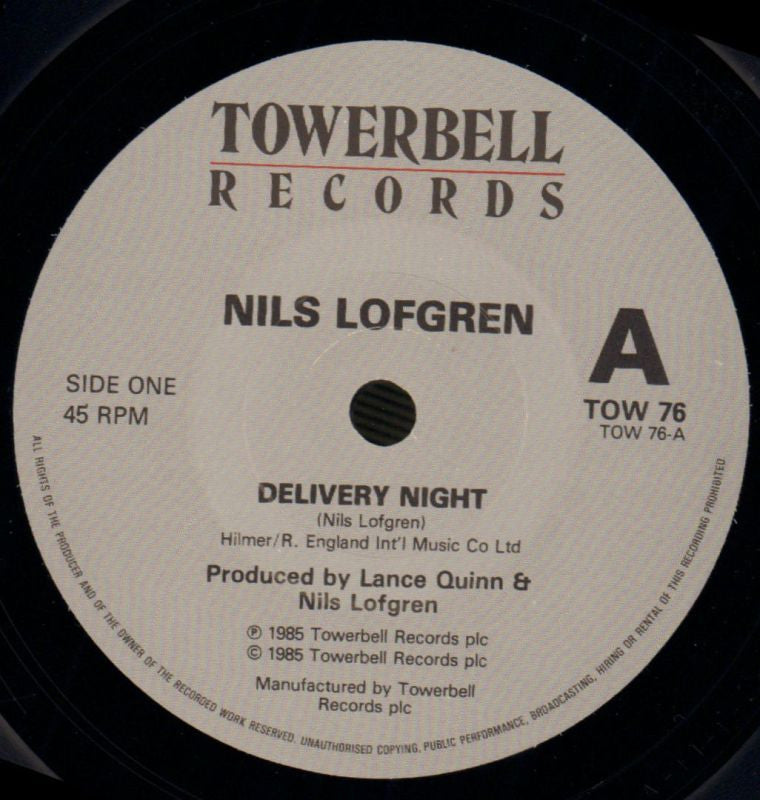 TOWERBELL
RECORDS
NILS LOFGREN
A
SIDE ONE
45 RPM
TOW 76
TOW 76-A
DELIVERY NIGHT
(Nils Lofgren)
Hilmer/R. England Int'l Music Co Ltd
Produced by Lance Quinn &
Nils Lofgren
℗ 1985 Towerbell Records plc
© 1985 Towerbell Records plc
Manufactured by Towerbell
Records plc
ALL RIGHTS OF THE PRODUCER AND OF THE OWNER OF THE RECORDED WORK RESERVED. UNAUTHORISED COPYING, PUBLIC PERFORMANCE, BROADCASTING, HIRING OR RENTAL OF THIS RECORDING PROHIBITED